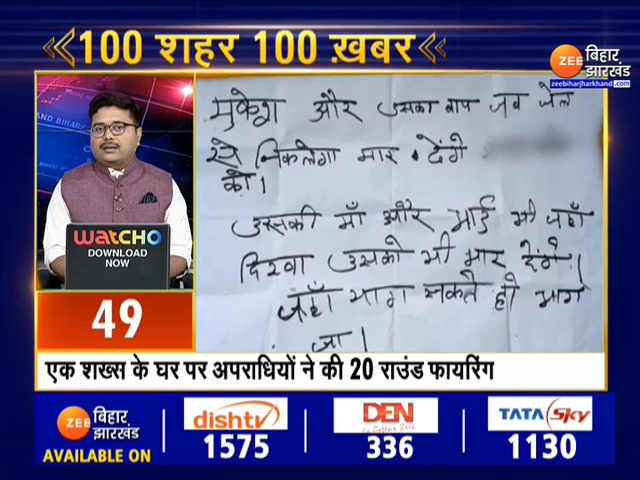 100 शहर 100 ख़बर
ZEE बिहार झारखंड
zeebiharjharkhand.com
मुकेश और उसका बाप जब जेल
से निकलेगा मार देंगे
को।
उसकी माँ और भाई भी जहाँ
दिखा उसको भी मार देंगे।
जहाँ भाग सकते हो भाग
जा।
WATCHO
DOWNLOAD
NOW
49
एक शख्स के घर पर अपराधियों ने की 20 राउंड फायरिंग
ZEE बिहार झारखंड
AVAILABLE ON
dishtv
1575
DEN
336
TATA Sky
1130